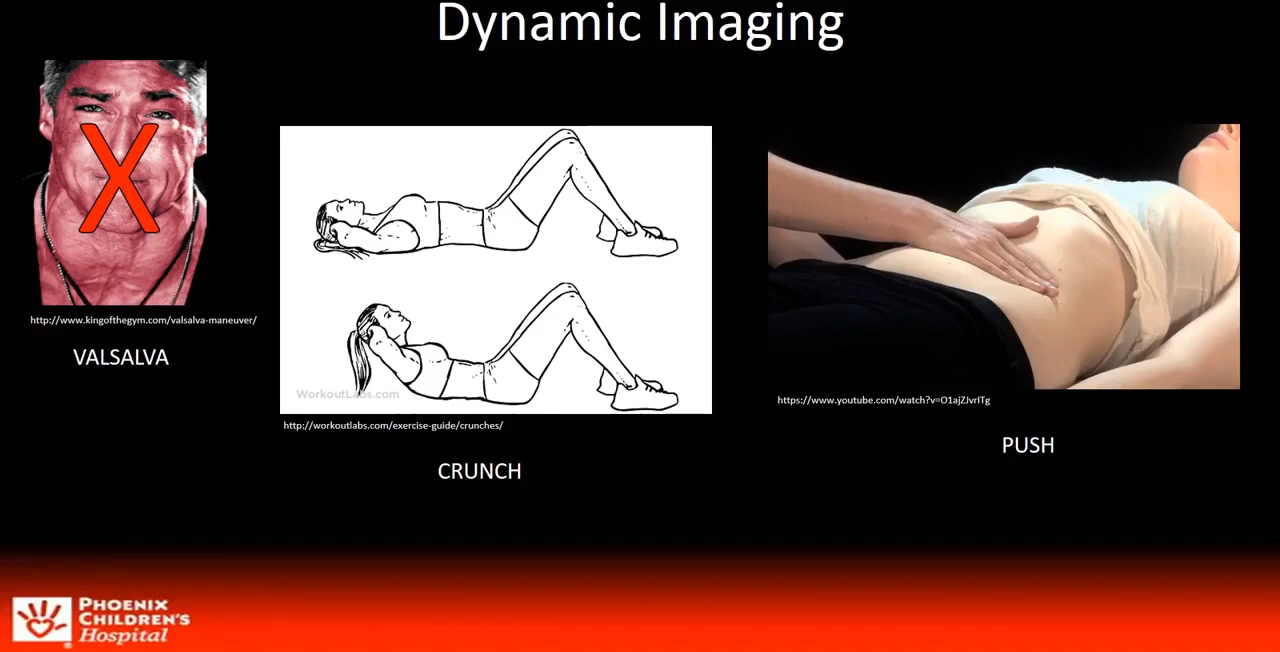 Dynamic Imaging
X
http://www.kingofthegym.com/valsalva-maneuver/
VALSALVA
WorkoutLabs.com
http://workoutlabs.com/exercise-guide/crunches/
CRUNCH
https://www.youtube.com/watch?v=O1ajZJvrITg
PUSH
PHOENIX
CHILDREN'S
Hospital